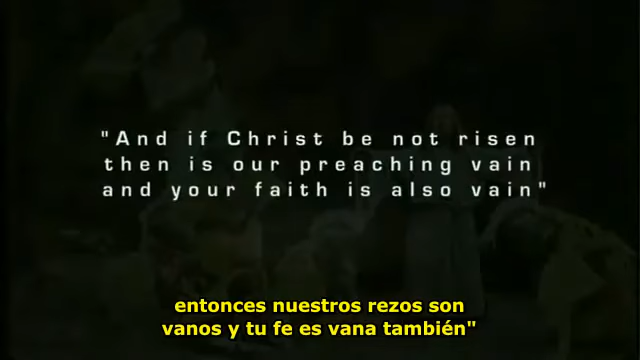 "And if Christ be not risen
then is our preaching vain
and your faith is also vain"
entonces nuestros rezos son
vanos y tu fe es vana también"